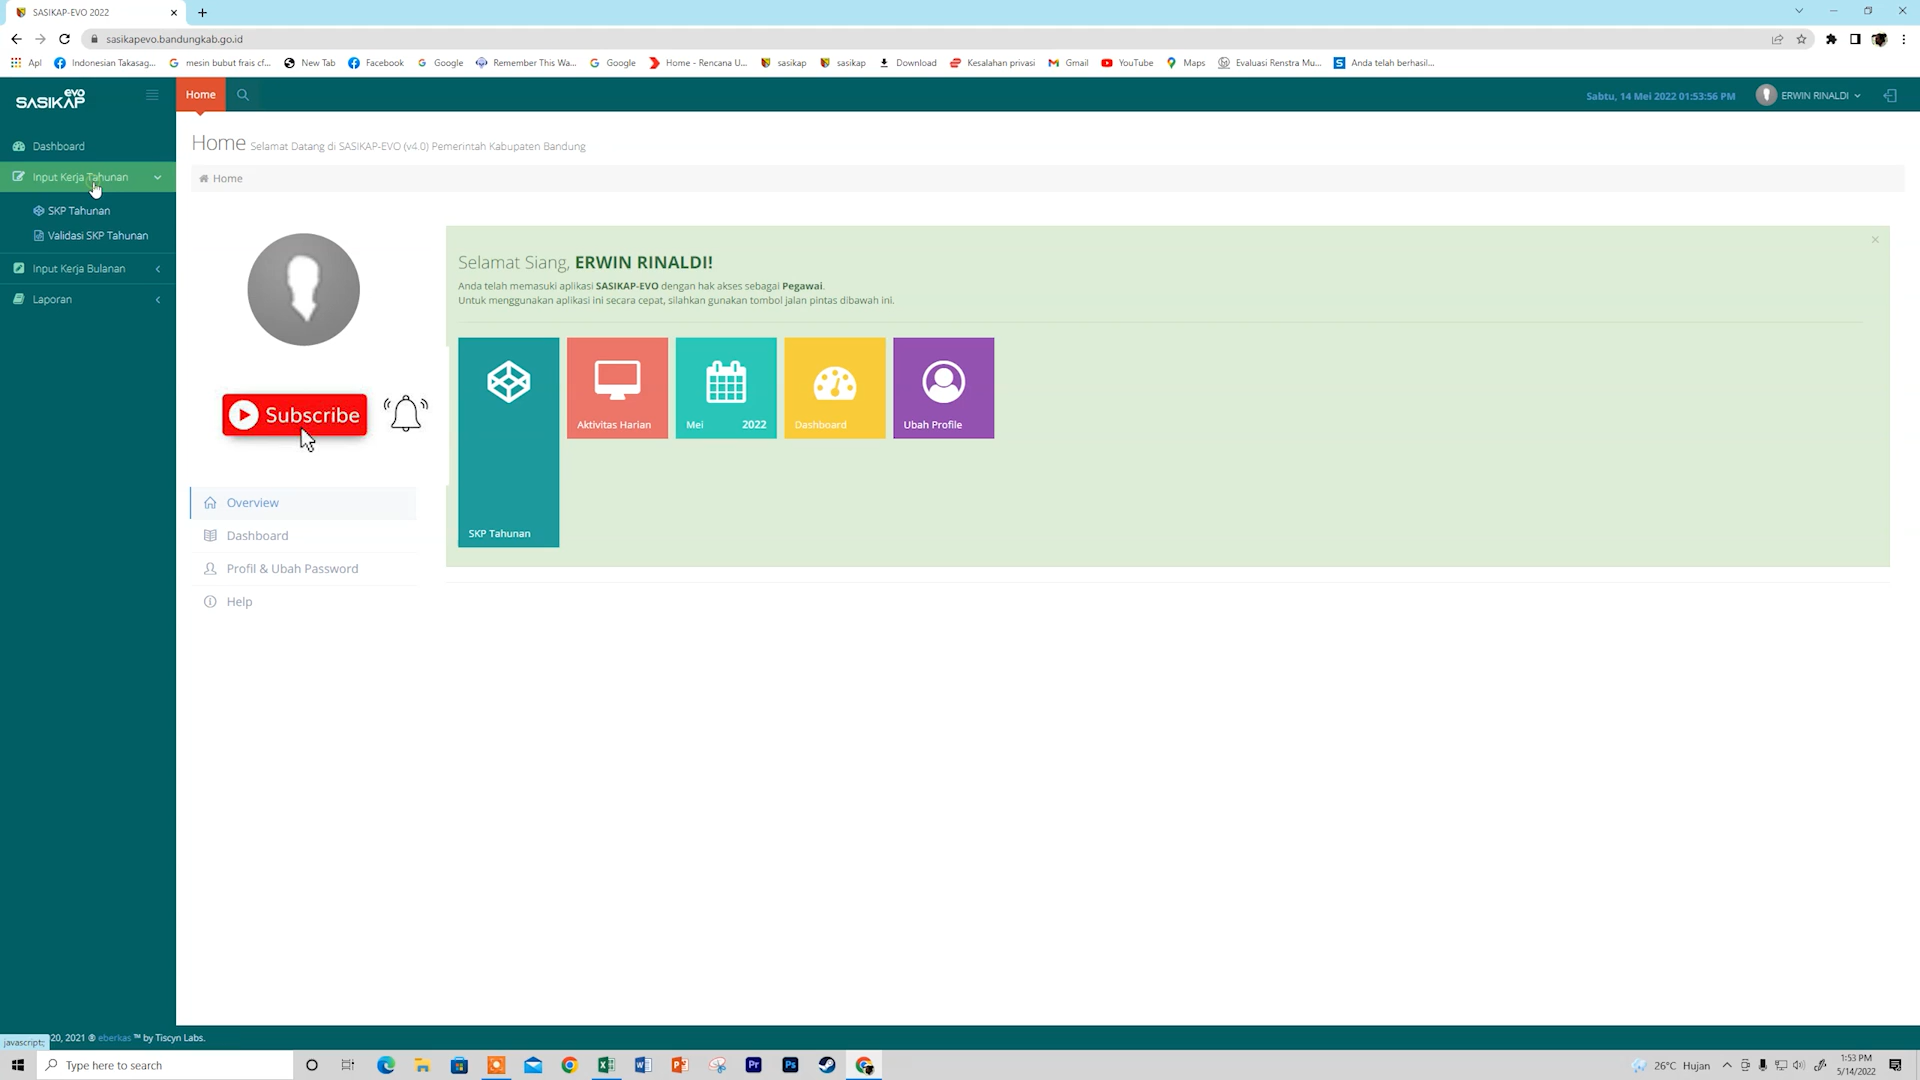 SASIKAP-EVO 2022
sasikapevo.bandungkab.go.id
Apl
Indonesian Takasag...
mesin bubut frais cf...
New Tab
Facebook
Google
Remember This Wa...
Google
Home - Rencana U...
sasikap
sasikap
Download
Kesalahan privasi
Gmail
YouTube
Maps
Evaluasi Renstra Mu...
Anda telah berhasil...
SASIKAP evo
Home
Sabtu, 14 Mei 2022 01:53:56 PM
ERWIN RINALDI
Dashboard
Input Kerja Tahunan
SKP Tahunan
Validasi SKP Tahunan
Input Kerja Bulanan
Laporan
Home Selamat Datang di SASIKAP-EVO (v4.0) Pemerintah Kabupaten Bandung
Home
Subscribe
Overview
Dashboard
Profil & Ubah Password
Help
Selamat Siang, ERWIN RINALDI!
Anda telah memasuki aplikasi SASIKAP-EVO dengan hak akses sebagai Pegawai.
Untuk menggunakan aplikasi ini secara cepat, silahkan gunakan tombol jalan pintas dibawah ini.
SKP Tahunan
Aktivitas Harian
Mei 2022
Dashboard
Ubah Profile
javascript:;
20, 2021 © eberkas ™ by Tiscyn Labs.
Type here to search
26°C Hujan
1:53 PM
5/14/2022